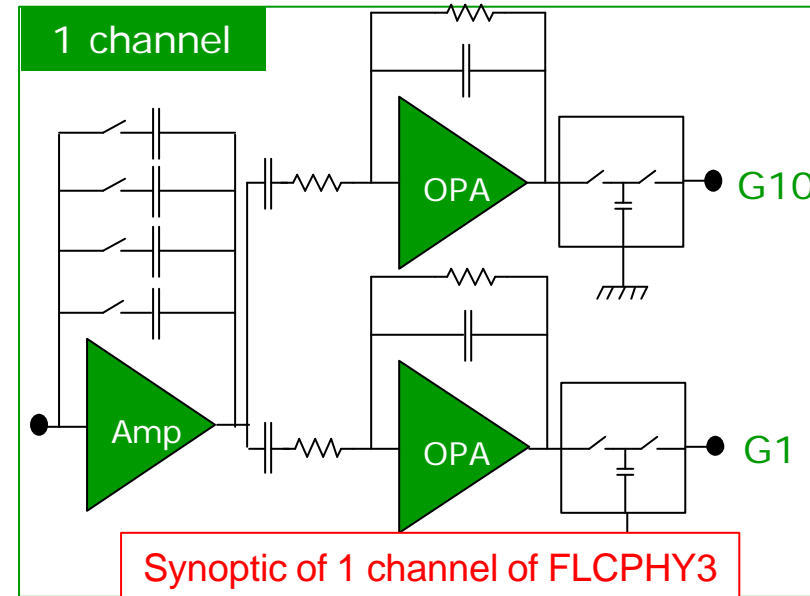 1 channel
OPA
G10
Amp
OPA
G1
Synoptic of 1 channel of FLCPHY3